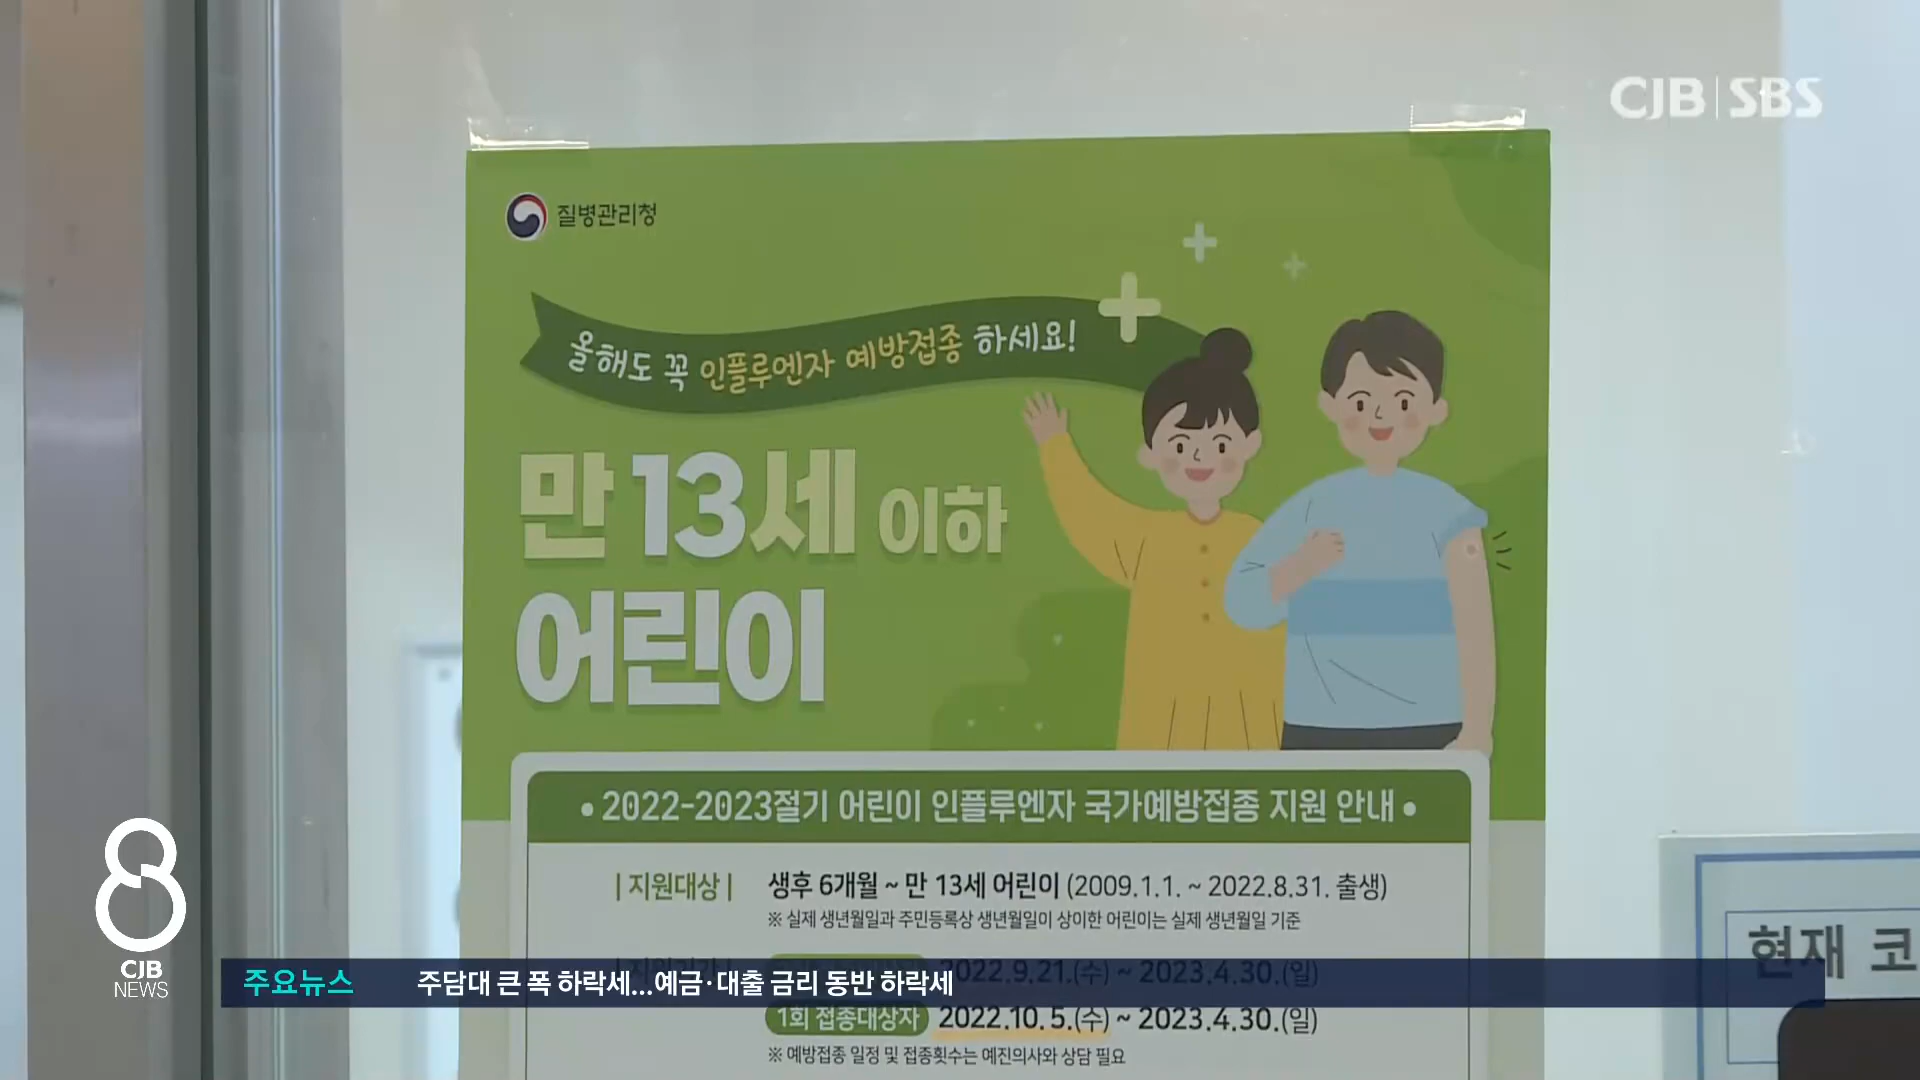 CJB | SBS
질병관리청
올해도 꼭 인플루엔자 예방접종 하세요!
만 13세 이하
어린이
• 2022-2023절기 어린이 인플루엔자 국가예방접종 지원 안내 •
| 지원대상 | 생후 6개월 ~ 만 13세 어린이 (2009.1.1. ~ 2022.8.31. 출생)
※ 실제 생년월일과 주민등록상 생년월일이 상이한 어린이는 실제 생년월일 기준
2022.9.21.(수) ~ 2023.4.30.(일)
1회 접종대상자 2022.10.5.(수) ~ 2023.4.30.(일)
※ 예방접종 일정 및 접종횟수는 예진의사와 상담 필요
현재 코
8
CJB
NEWS
주요뉴스 주담대 큰 폭 하락세...예금·대출 금리 동반 하락세